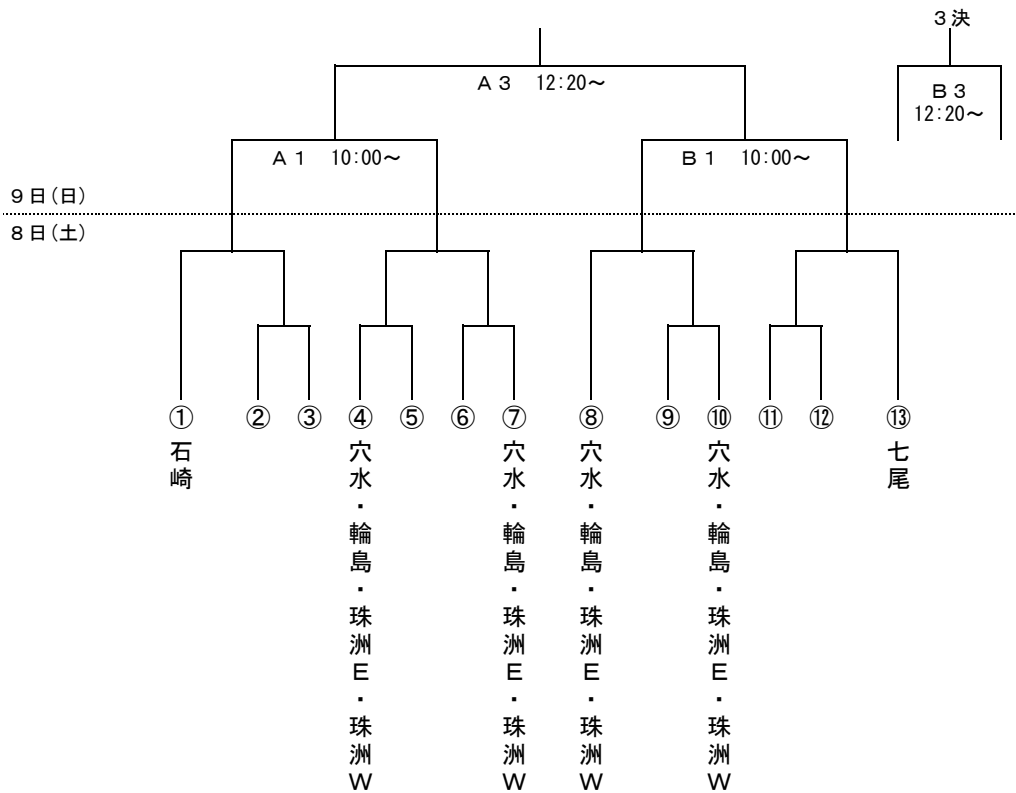 3決
A3 12:20～
B3
12:20～
A1 10:00～
B1 10:00～
9日(日)
8日(土)
① ② ③ ④ ⑤ ⑥ ⑦ ⑧ ⑨ ⑩ ⑪ ⑫ ⑬
石崎
穴水・輪島・珠洲E・珠洲W
穴水・輪島・珠洲E・珠洲W
穴水・輪島・珠洲E・珠洲W
穴水・輪島・珠洲E・珠洲W
七尾